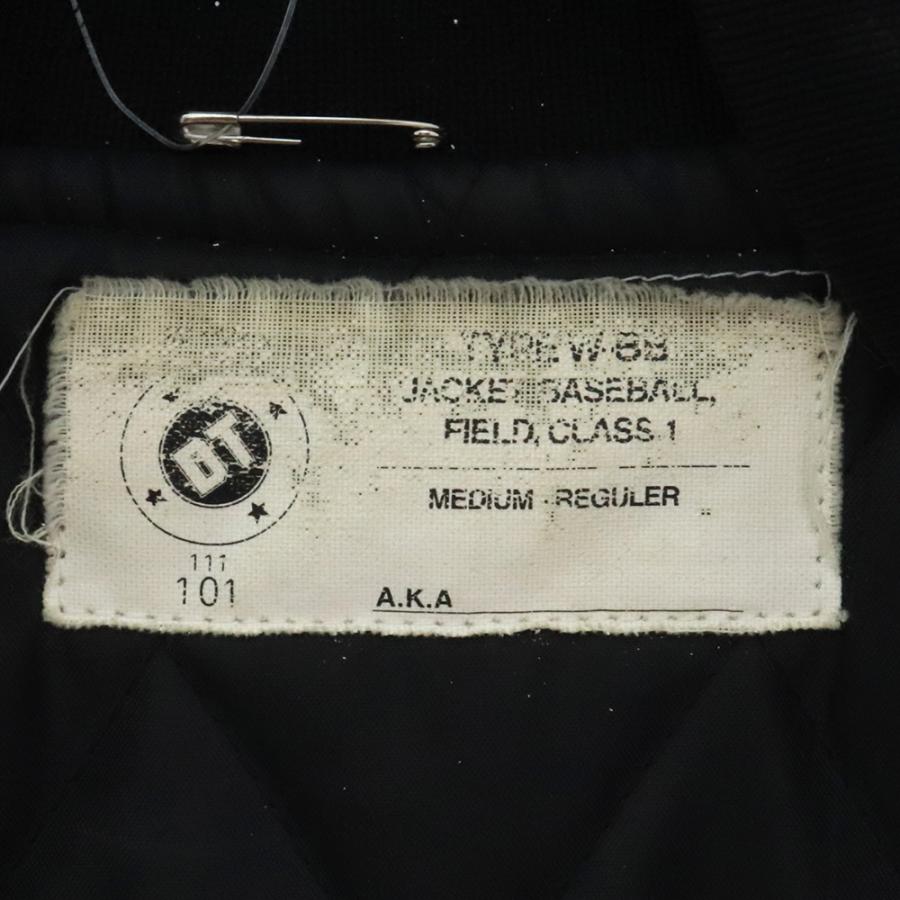 TYPE W-BB
JACKET BASEBALL,
FIELD, CLASS 1
MEDIUM - REGULER
DT
111
101
A.K.A